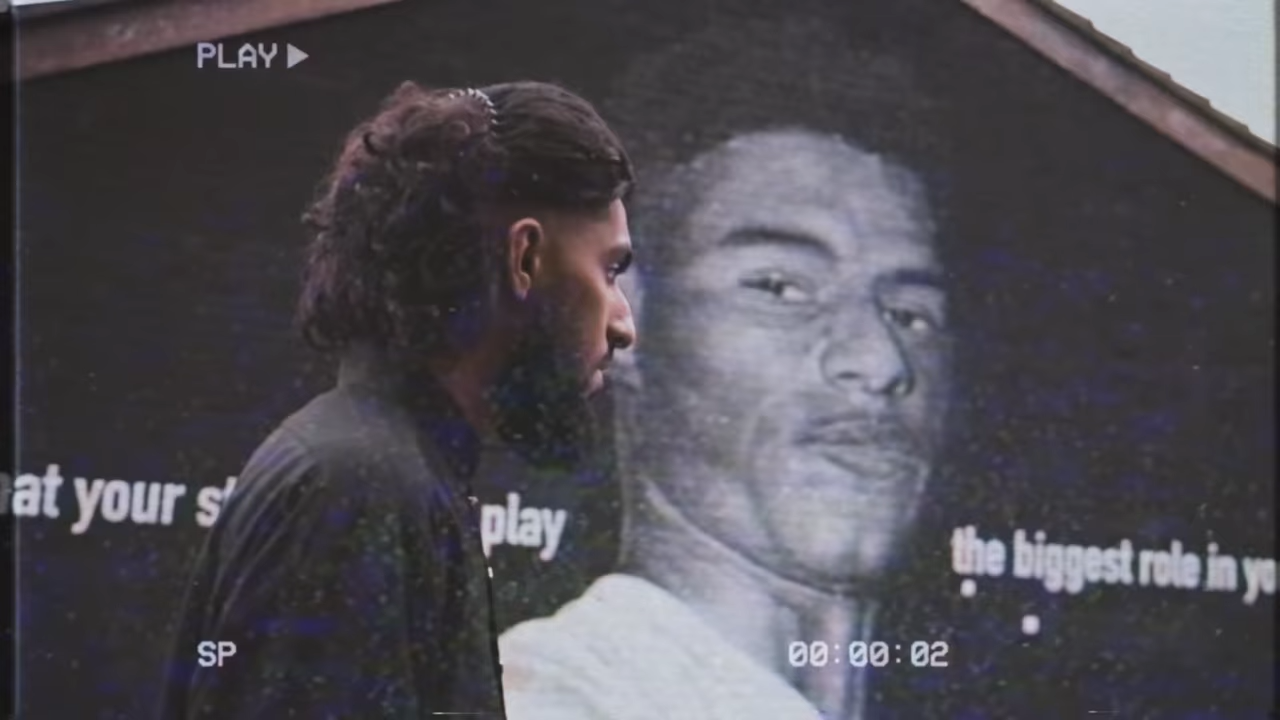 PLAY
at your s
play
the biggest role in yo
SP
00:00:02